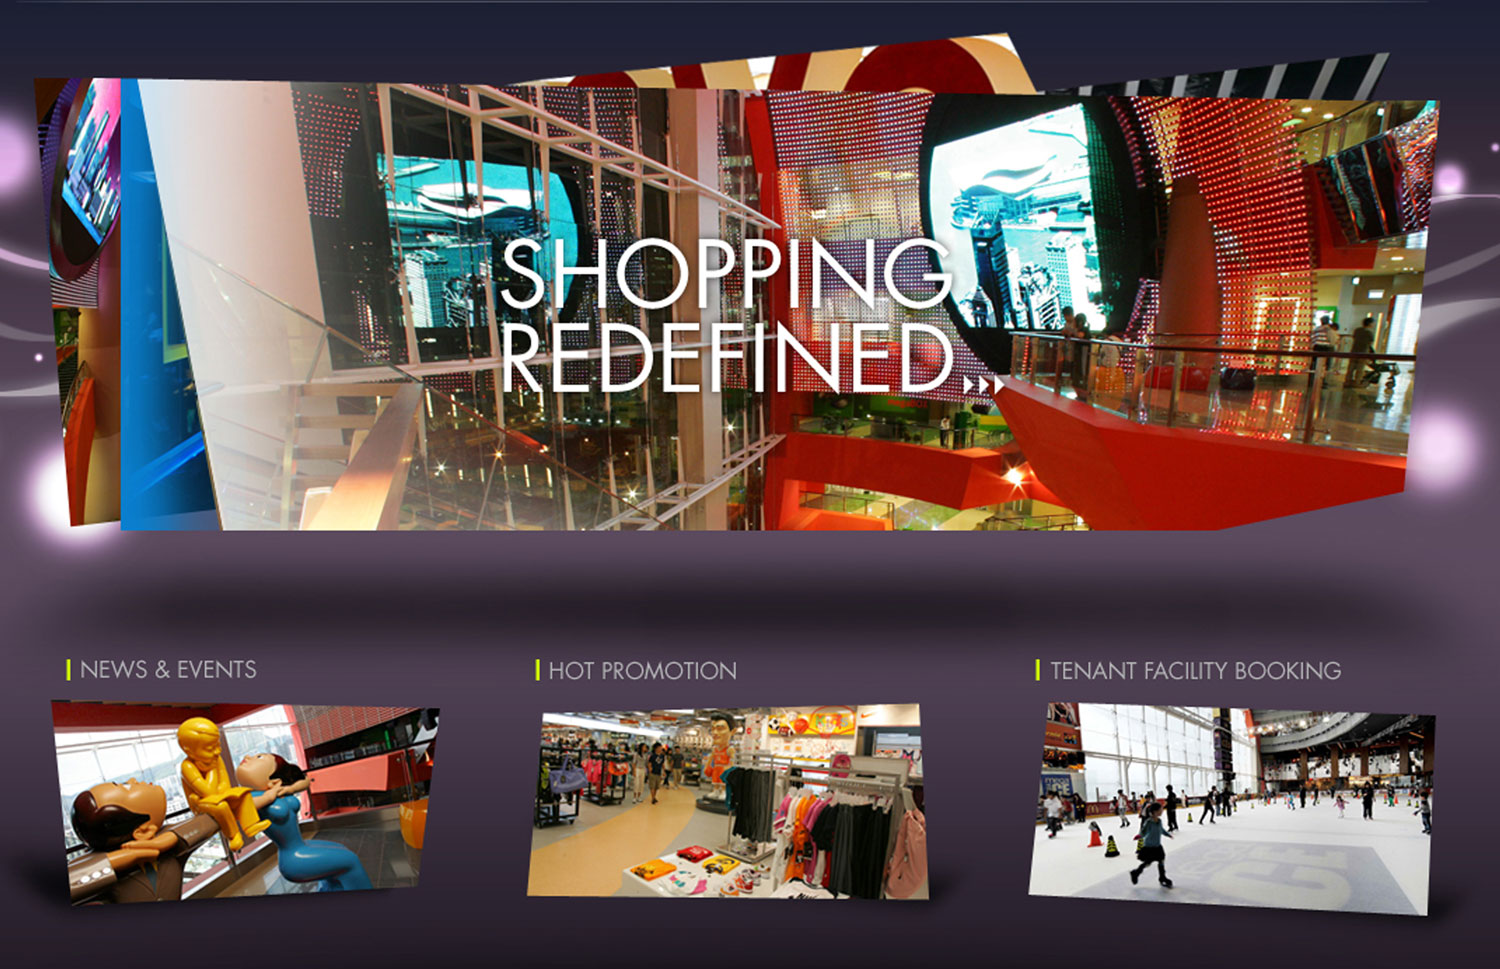 SHOPPING
REDEFINED...
NEWS & EVENTS
HOT PROMOTION
TENANT FACILITY BOOKING